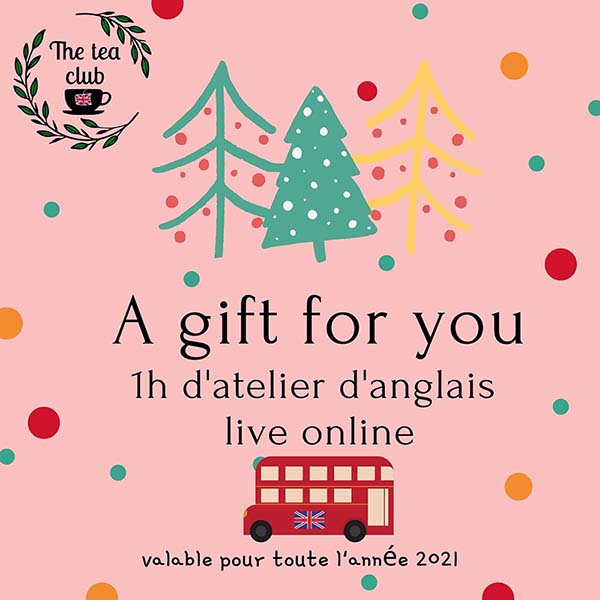 The tea
club
A gift for you
1h d'atelier d'anglais
live online
valable pour toute l'année 2021